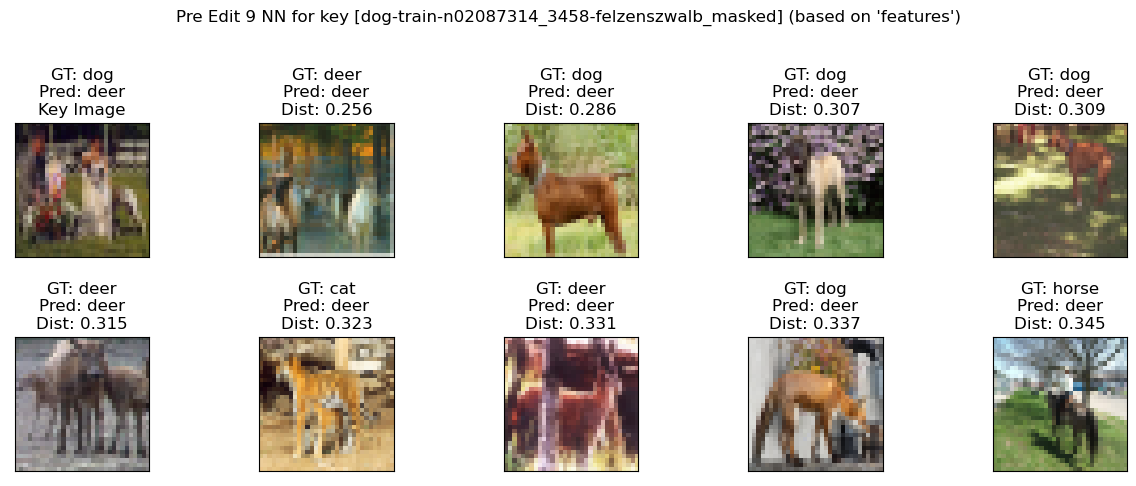 Pre Edit 9 NN for key [dog-train-n02087314_3458-felzenszwalb_masked] (based on 'features')
GT: dog
Pred: deer
Key Image
GT: deer
Pred: deer
Dist: 0.256
GT: dog
Pred: deer
Dist: 0.286
GT: dog
Pred: deer
Dist: 0.307
GT: dog
Pred: deer
Dist: 0.309
GT: deer
Pred: deer
Dist: 0.315
GT: cat
Pred: deer
Dist: 0.323
GT: deer
Pred: deer
Dist: 0.331
GT: dog
Pred: deer
Dist: 0.337
GT: horse
Pred: deer
Dist: 0.345